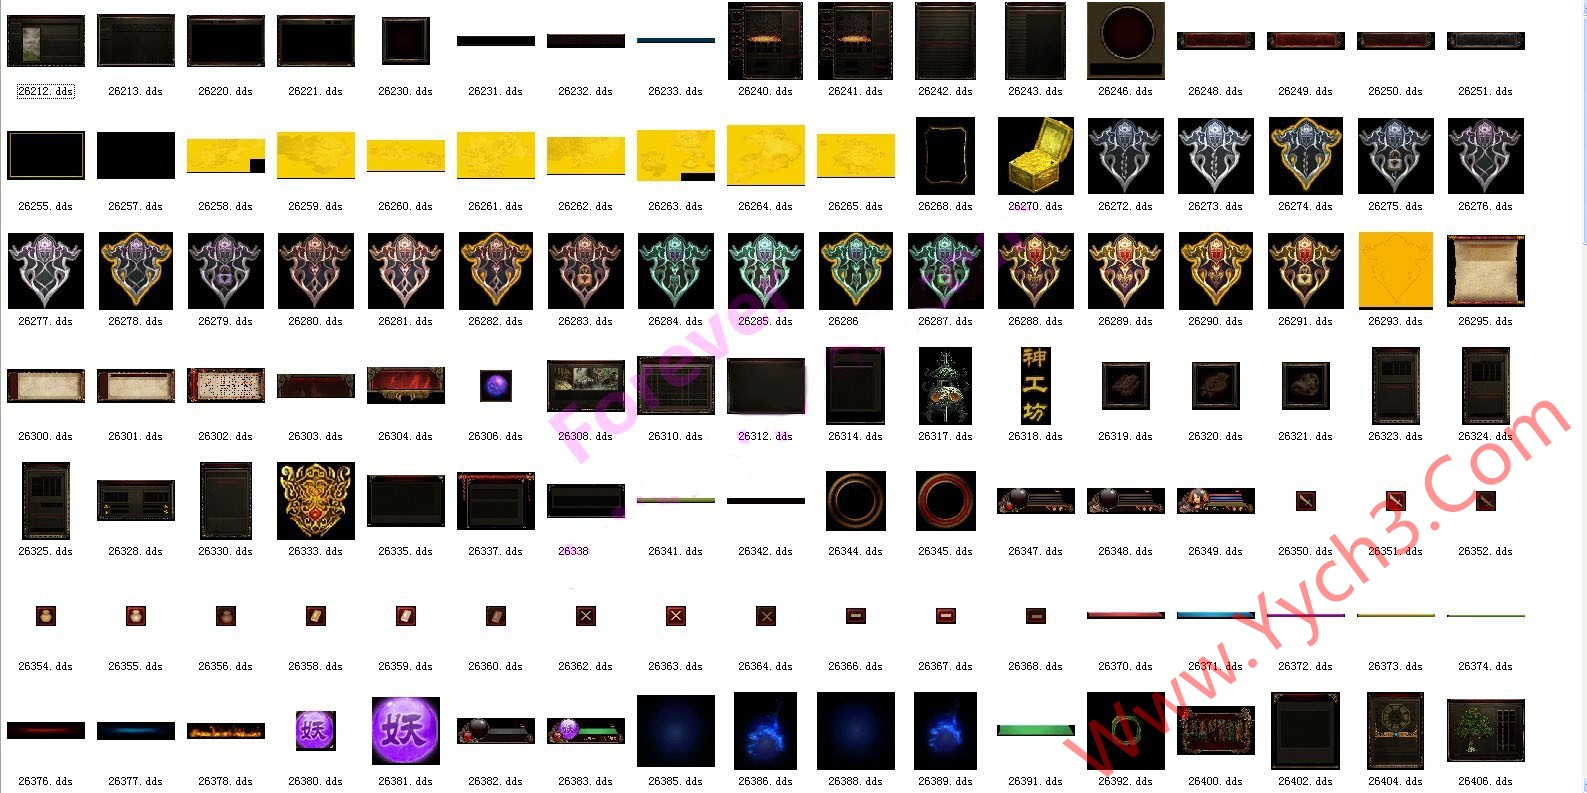 26212.dds 26213.dds 26220.dds 26221.dds 26230.dds 26231.dds 26232.dds 26233.dds 26240.dds 26241.dds 26242.dds 26243.dds 26246.dds 26248.dds 26249.dds 26250.dds 26251.dds
26255.dds 26257.dds 26258.dds 26259.dds 26260.dds 26261.dds 26262.dds 26263.dds 26264.dds 26265.dds 26268.dds 26270.dds 26272.dds 26273.dds 26274.dds 26275.dds 26276.dds
26277.dds 26278.dds 26279.dds 26280.dds 26281.dds 26282.dds 26283.dds 26284.dds 26285.dds 26286 26287.dds 26288.dds 26289.dds 26290.dds 26291.dds 26293.dds 26295.dds
Forever
神
工
坊
26300.dds 26301.dds 26302.dds 26303.dds 26304.dds 26306.dds 26308.dds 26310.dds 26312.dds 26314.dds 26317.dds 26318.dds 26319.dds 26320.dds 26321.dds 26323.dds 26324.dds
26325.dds 26328.dds 26330.dds 26333.dds 26335.dds 26337.dds 26338 26341.dds 26342.dds 26344.dds 26345.dds 26347.dds 26348.dds 26349.dds 26350.dds 26351.dds 26352.dds
www.Yych3.Com
26354.dds 26355.dds 26356.dds 26358.dds 26359.dds 26360.dds 26362.dds 26363.dds 26364.dds 26366.dds 26367.dds 26368.dds 26370.dds 26371.dds 26372.dds 26373.dds 26374.dds
妖 妖
26376.dds 26377.dds 26378.dds 26380.dds 26381.dds 26382.dds 26383.dds 26385.dds 26386.dds 26388.dds 26389.dds 26391.dds 26392.dds 26400.dds 26402.dds 26404.dds 26406.dds